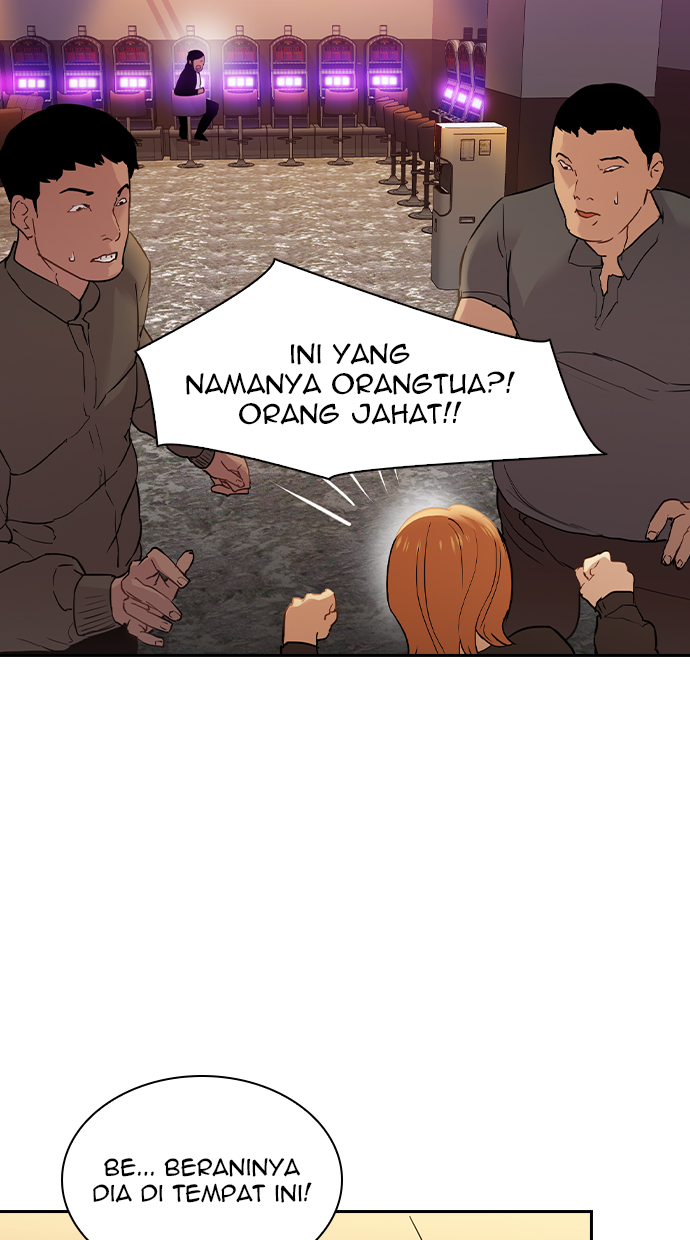 INI YANG
NAMANYA ORANGTUA?!
ORANG JAHAT!!
BE... BERANINYA
DIA DI TEMPAT INI!